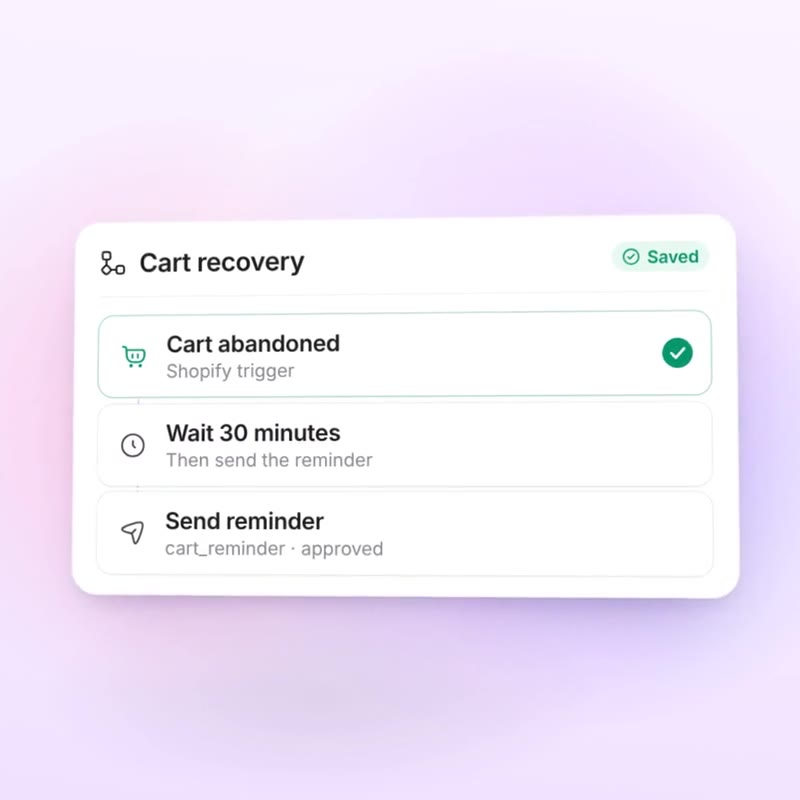 Cart recovery
Saved
Cart abandoned
Shopify trigger
Wait 30 minutes
Then send the reminder
Send reminder
cart_reminder · approved